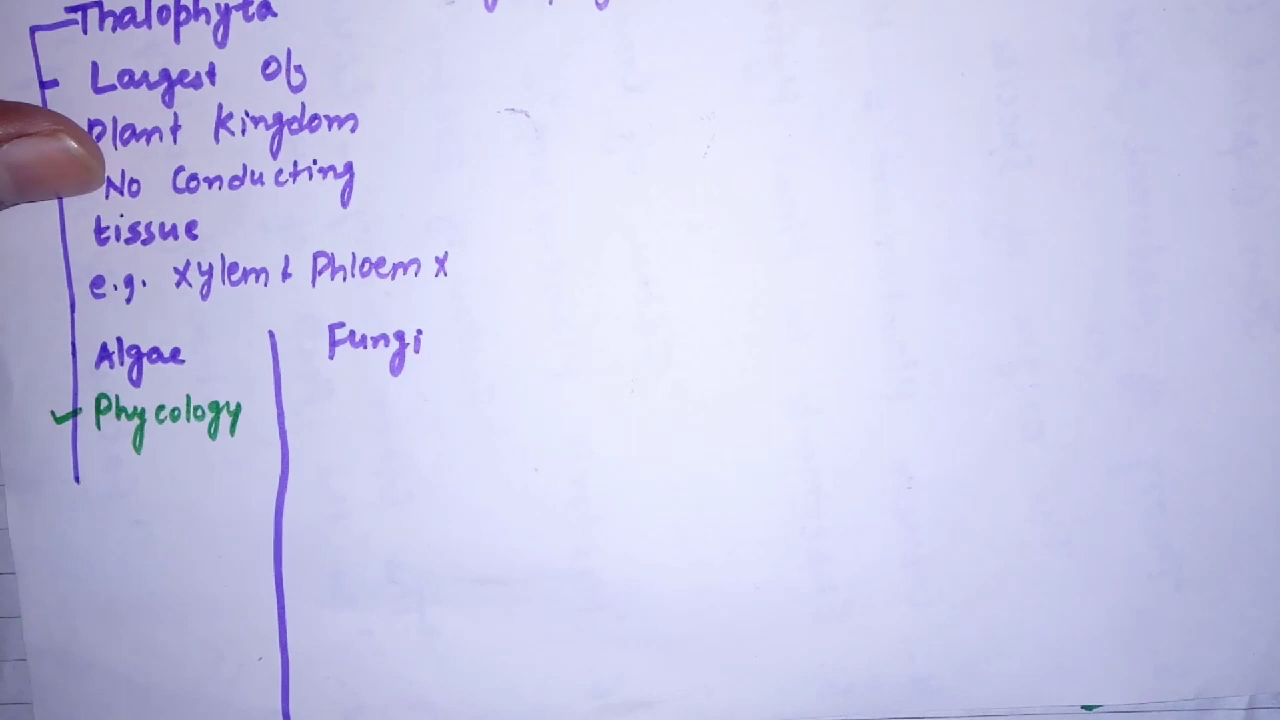 Thalophyta
Largest Of
Plant Kingdom
No Conducting
tissue
e.g. Xylem & Phloem x
Algae
Fungi
Phycology